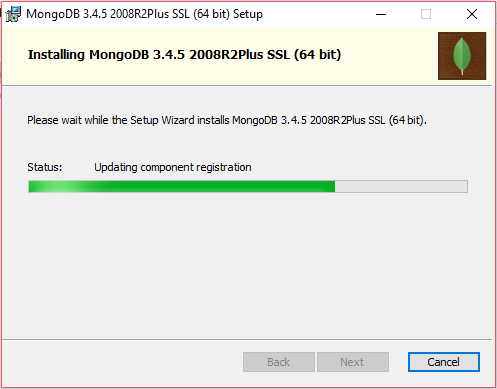 MongoDB 3.4.5 2008R2Plus SSL (64 bit) Setup
Installing MongoDB 3.4.5 2008R2Plus SSL (64 bit)
Please wait while the Setup Wizard installs MongoDB 3.4.5 2008R2Plus SSL (64 bit).
Status: Updating component registration
Back Next Cancel